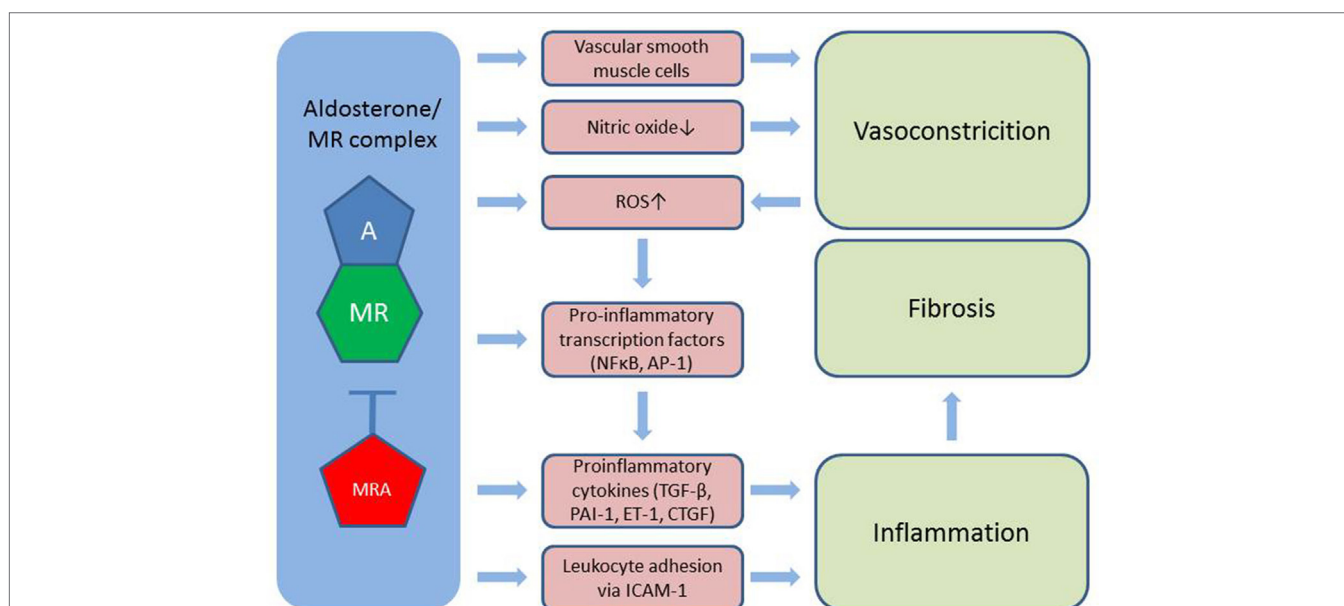 Aldosterone/
MR complex
A
MR
MRA
Vascular smooth
muscle cells
Nitric oxide↓
ROS↑
Pro-inflammatory
transcription factors
(NFκB, AP-1)
Proinflammatory
cytokines (TGF-β,
PAI-1, ET-1, CTGF)
Leukocyte adhesion
via ICAM-1
Vasoconstricition
Fibrosis
Inflammation